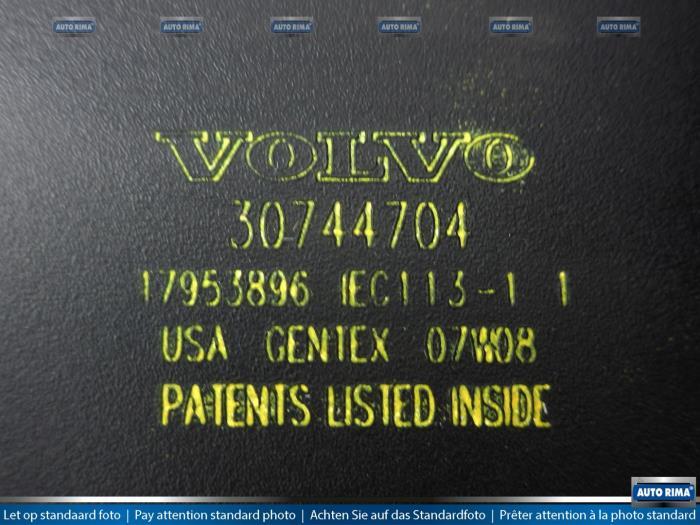 AUTO RIMA AUTO RIMA AUTO RIMA AUTO RIMA AUTO RIMA AUTO RIMA
VOLVO
30744704
17953896 IEC113-1 1
USA GENTEX 07W08
PATENTS LISTED INSIDE
AUTO RIMA
Let op standaard foto | Pay attention standard photo | Achten Sie auf das Standardfoto | Prêter attention à la photo standard